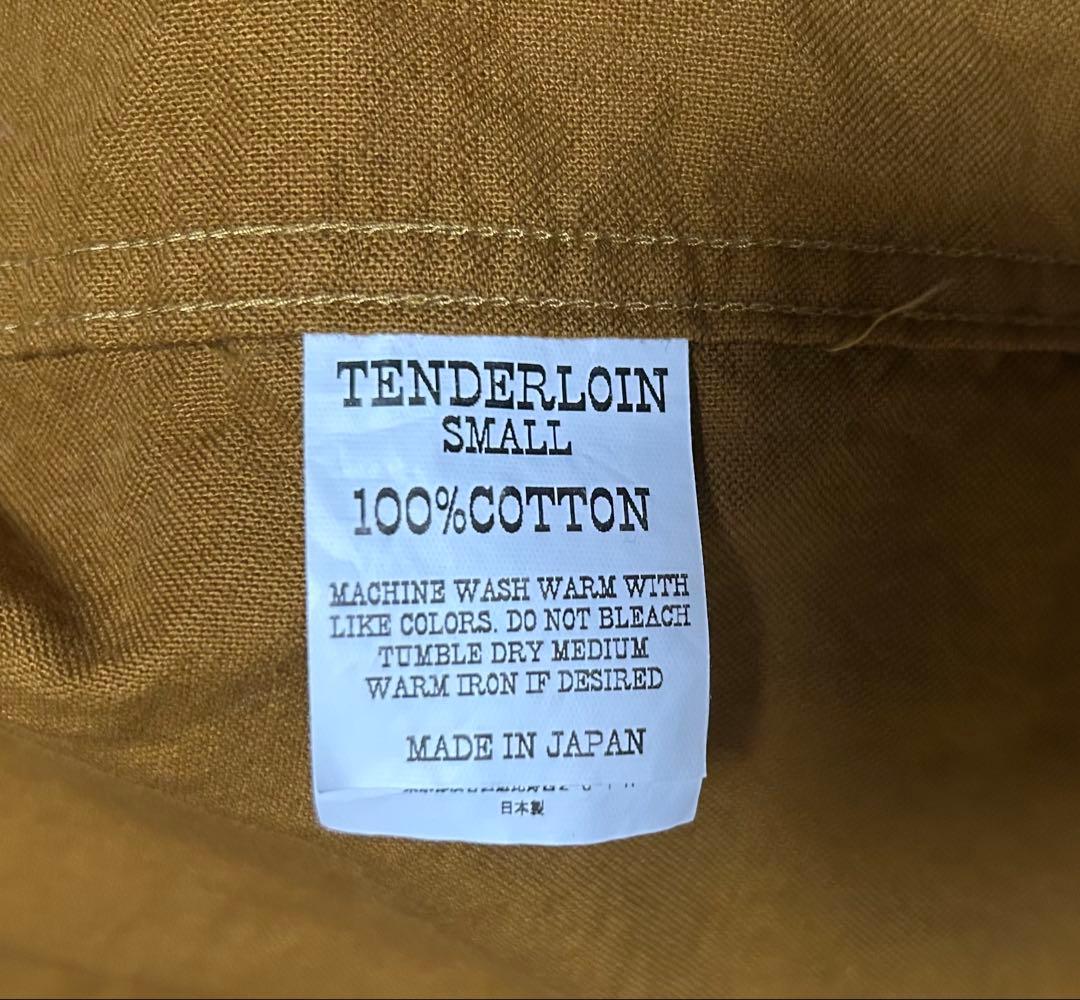 TENDERLOIN
SMALL
100%COTTON
MACHINE WASH WARM WITH
LIKE COLORS. DO NOT BLEACH
TUMBLE DRY MEDIUM
WARM IRON IF DESIRED
MADE IN JAPAN
日本製